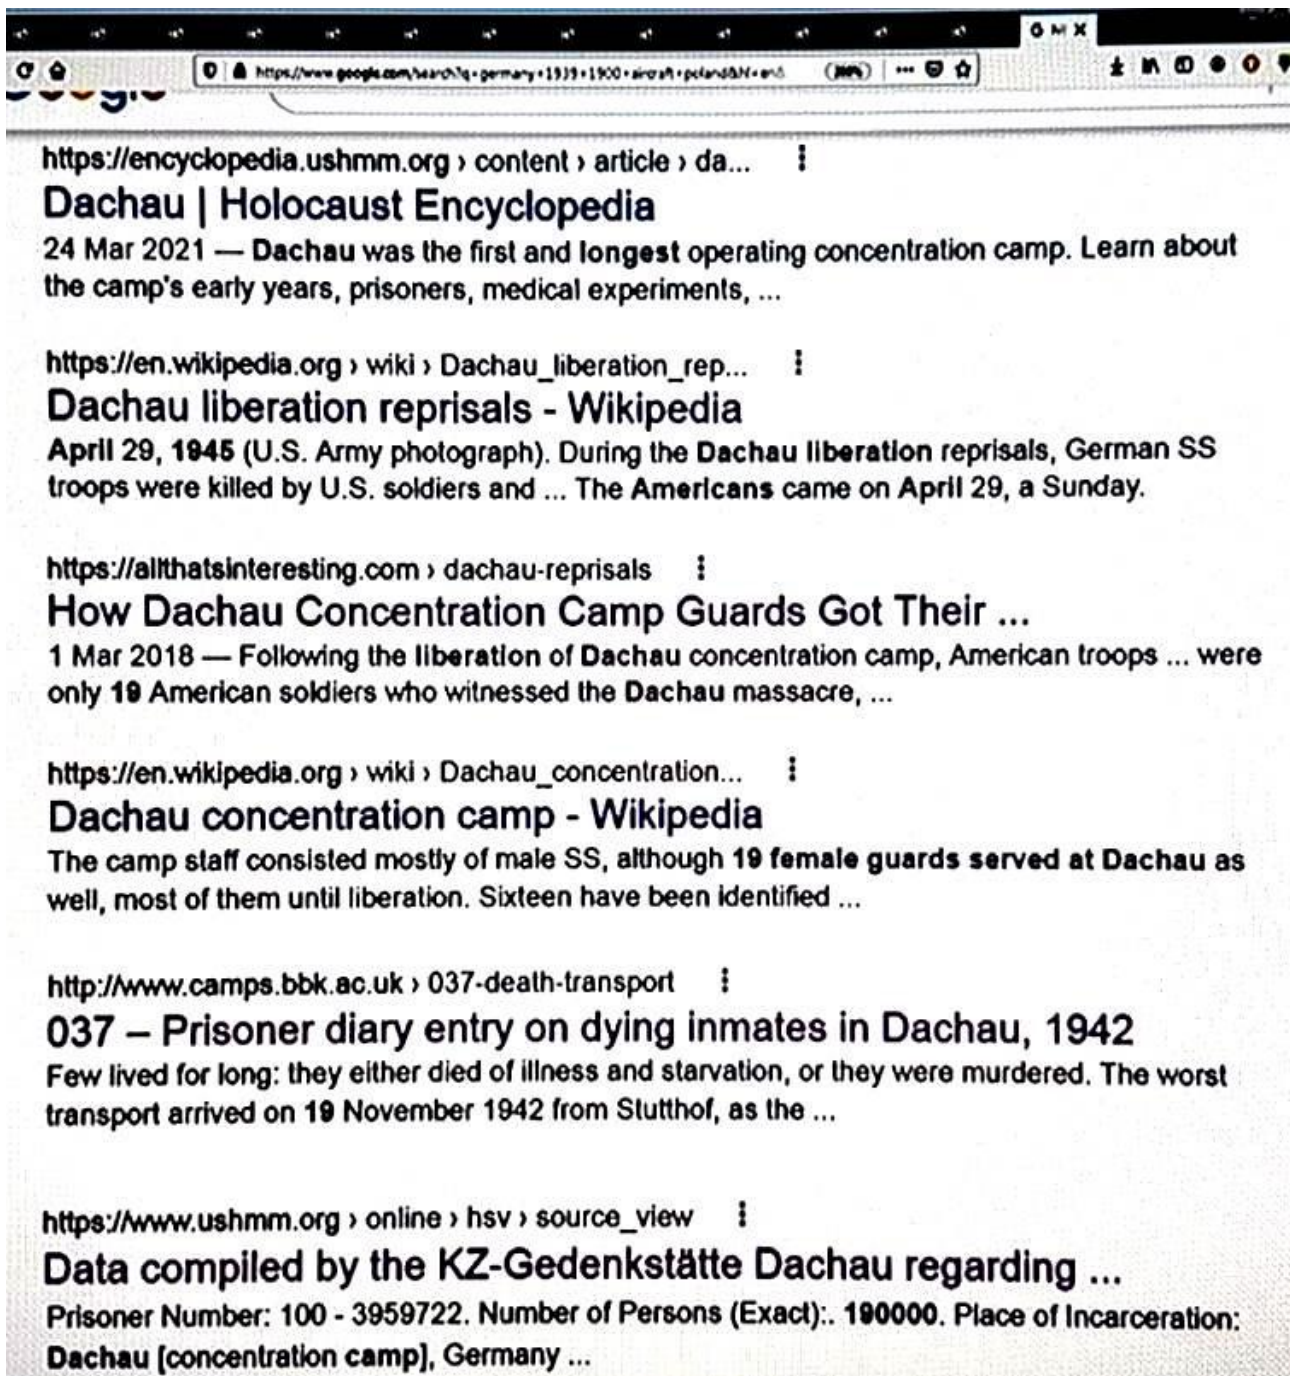 https://encyclopedia.ushmm.org › content › article › da...
Dachau | Holocaust Encyclopedia
24 Mar 2021 — Dachau was the first and longest operating concentration camp. Learn about
the camp's early years, prisoners, medical experiments, ...
https://en.wikipedia.org › wiki › Dachau_liberation_rep...
Dachau liberation reprisals - Wikipedia
April 29, 1945 (U.S. Army photograph). During the Dachau liberation reprisals, German SS
troops were killed by U.S. soldiers and ... The Americans came on April 29, a Sunday.
https://allthatsinteresting.com › dachau-reprisals
How Dachau Concentration Camp Guards Got Their ...
1 Mar 2018 — Following the liberation of Dachau concentration camp, American troops ... were
only 19 American soldiers who witnessed the Dachau massacre, ...
https://en.wikipedia.org › wiki › Dachau_concentration...
Dachau concentration camp - Wikipedia
The camp staff consisted mostly of male SS, although 19 female guards served at Dachau as
well, most of them until liberation. Sixteen have been identified ...
http://www.camps.bbk.ac.uk › 037-death-transport
037 – Prisoner diary entry on dying inmates in Dachau, 1942
Few lived for long: they either died of illness and starvation, or they were murdered. The worst
transport arrived on 19 November 1942 from Stutthof, as the ...
https://www.ushmm.org › online › hsv › source_view
Data compiled by the KZ-Gedenkstätte Dachau regarding ...
Prisoner Number: 100 - 3959722. Number of Persons (Exact):. 190000. Place of Incarceration:
Dachau [concentration camp], Germany ...